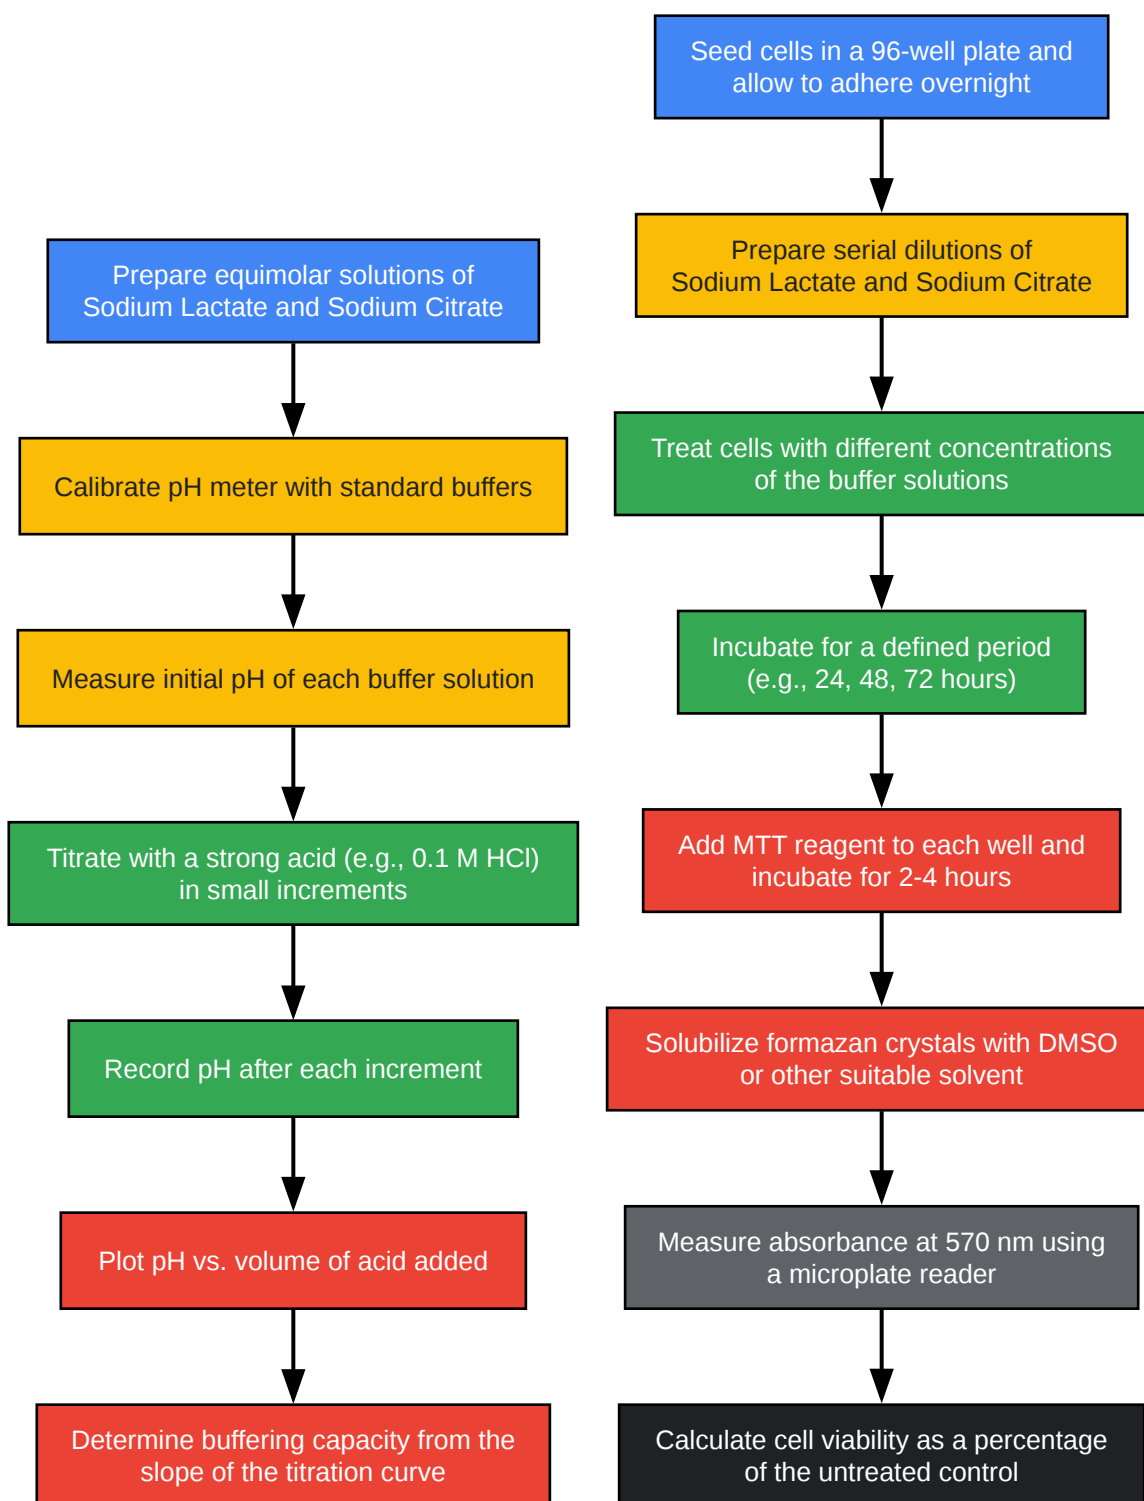 Prepare equimolar solutions of
Sodium Lactate and Sodium Citrate
Calibrate pH meter with standard buffers
Measure initial pH of each buffer solution
Titrate with a strong acid (e.g., 0.1 M HCl)
in small increments
Record pH after each increment
Plot pH vs. volume of acid added
Determine buffering capacity from the
slope of the titration curve
Seed cells in a 96-well plate and
allow to adhere overnight
Prepare serial dilutions of
Sodium Lactate and Sodium Citrate
Treat cells with different concentrations
of the buffer solutions
Incubate for a defined period
(e.g., 24, 48, 72 hours)
Add MTT reagent to each well and
incubate for 2-4 hours
Solubilize formazan crystals with DMSO
or other suitable solvent
Measure absorbance at 570 nm using
a microplate reader
Calculate cell viability as a percentage
of the untreated control